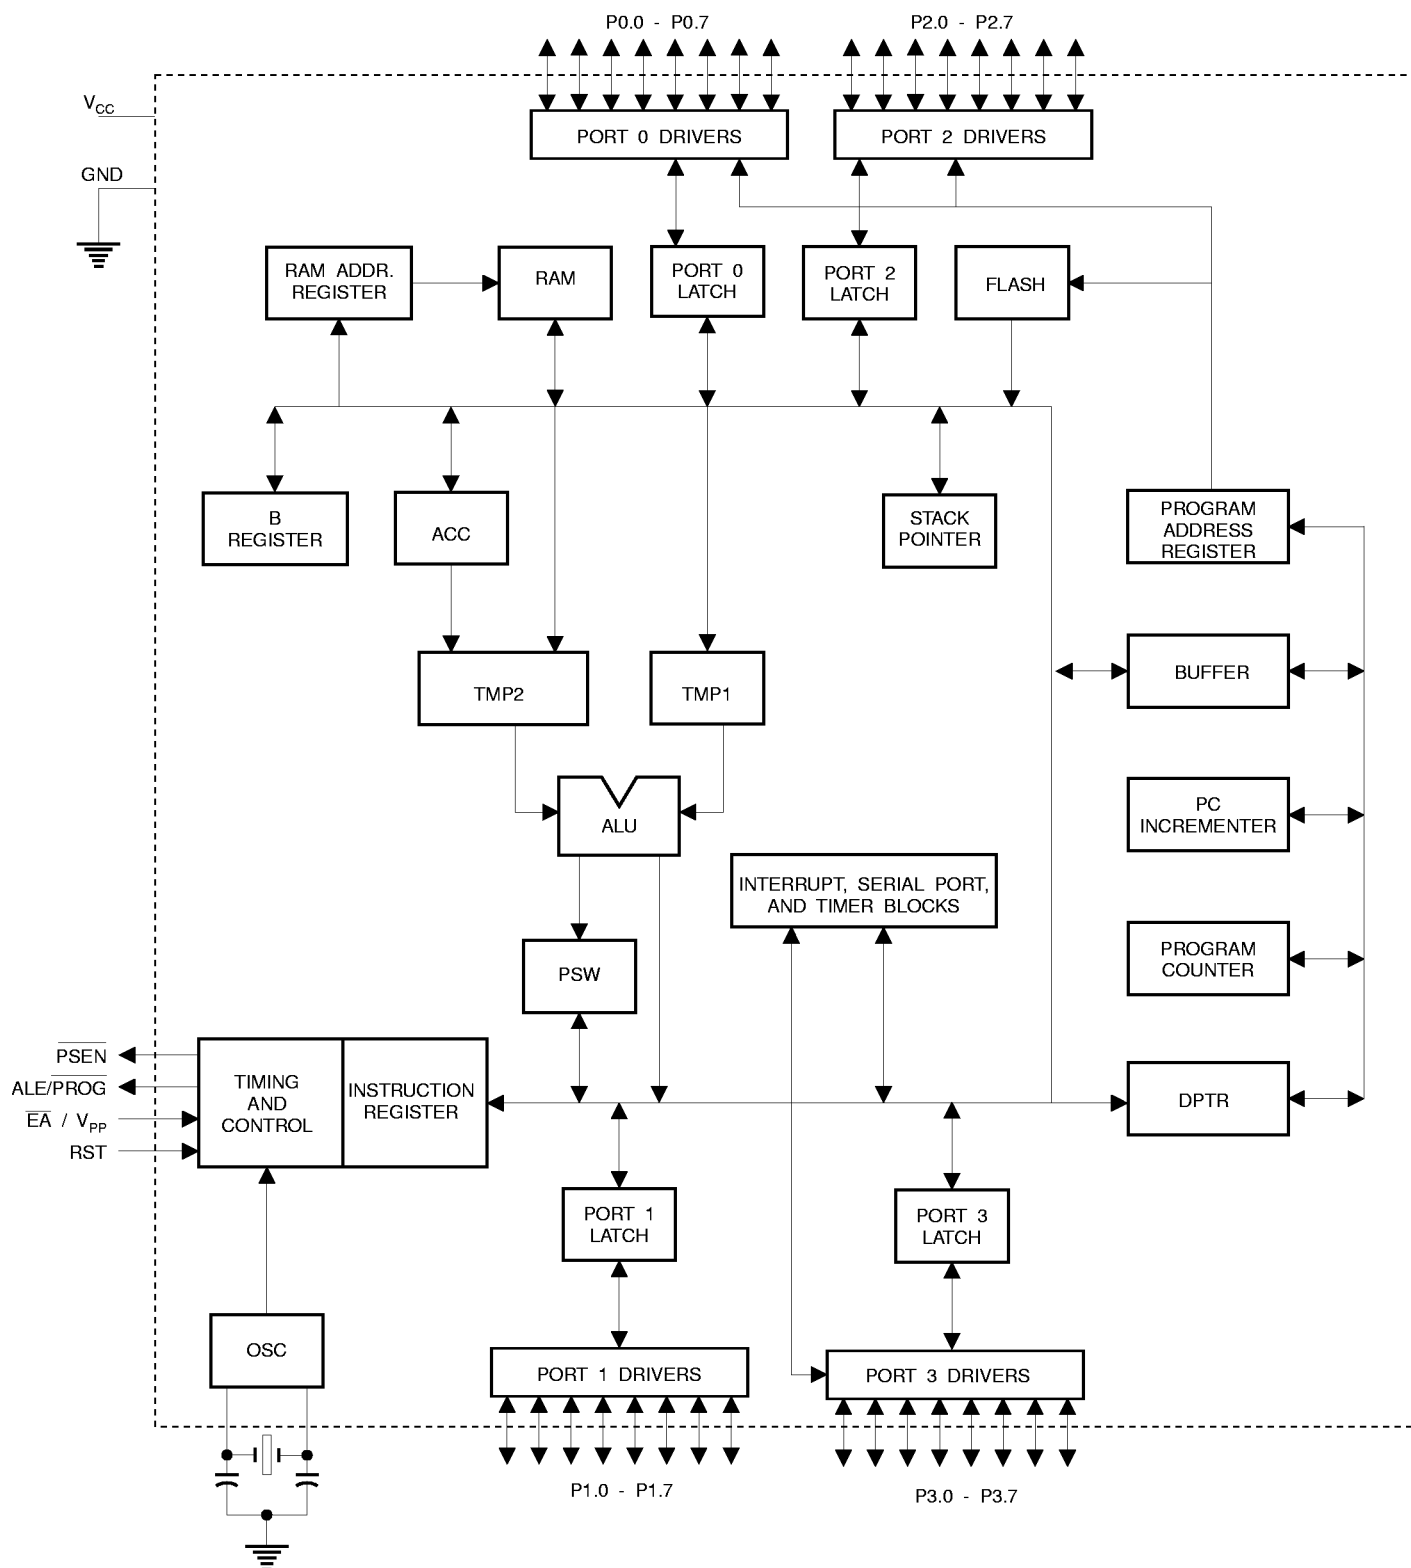 P0.0 - P0.7
P2.0 - P2.7
VCC
GND
PORT 0 DRIVERS
PORT 2 DRIVERS
RAM ADDR.
REGISTER
RAM
PORT 0
LATCH
PORT 2
LATCH
FLASH
B
REGISTER
ACC
STACK
POINTER
PROGRAM
ADDRESS
REGISTER
TMP2
TMP1
BUFFER
ALU
PC
INCREMENTER
INTERRUPT, SERIAL PORT,
AND TIMER BLOCKS
PSW
PROGRAM
COUNTER
PSEN
ALE/PROG
EA / VPP
RST
TIMING
AND
CONTROL
INSTRUCTION
REGISTER
DPTR
PORT 1
LATCH
PORT 3
LATCH
OSC
PORT 1 DRIVERS
PORT 3 DRIVERS
P1.0 - P1.7
P3.0 - P3.7